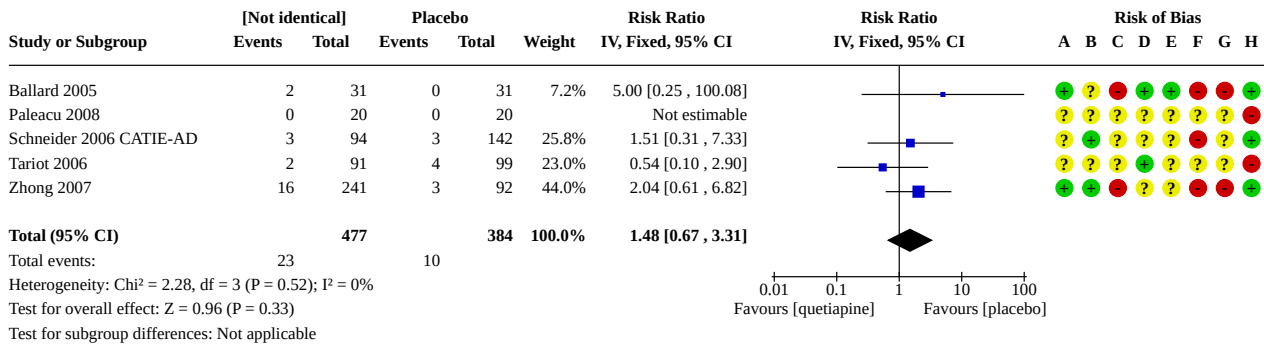 [Not identical] Placebo Risk Ratio Risk Ratio Risk of Bias
Study or Subgroup Events Total Events Total Weight IV, Fixed, 95% CI IV, Fixed, 95% CI A B C D E F G H
Ballard 2005 2 31 0 31 7.2% 5.00 [0.25 , 100.08] + ? - + + - - +
Paleacu 2008 0 20 0 20 Not estimable ? ? ? ? ? ? ? -
Schneider 2006 CATIE-AD 3 94 3 142 25.8% 1.51 [0.31 , 7.33] ? + ? ? ? - ? +
Tariot 2006 2 91 4 99 23.0% 0.54 [0.10 , 2.90] ? ? ? + ? ? ? -
Zhong 2007 16 241 3 92 44.0% 2.04 [0.61 , 6.82] + + - ? ? - - +
Total (95% CI) 477 384 100.0% 1.48 [0.67 , 3.31]
Total events: 23 10
Heterogeneity: Chi² = 2.28, df = 3 (P = 0.52); I² = 0%
0.01 0.1 1 10 100
Test for overall effect: Z = 0.96 (P = 0.33) Favours [quetiapine] Favours [placebo]
Test for subgroup differences: Not applicable